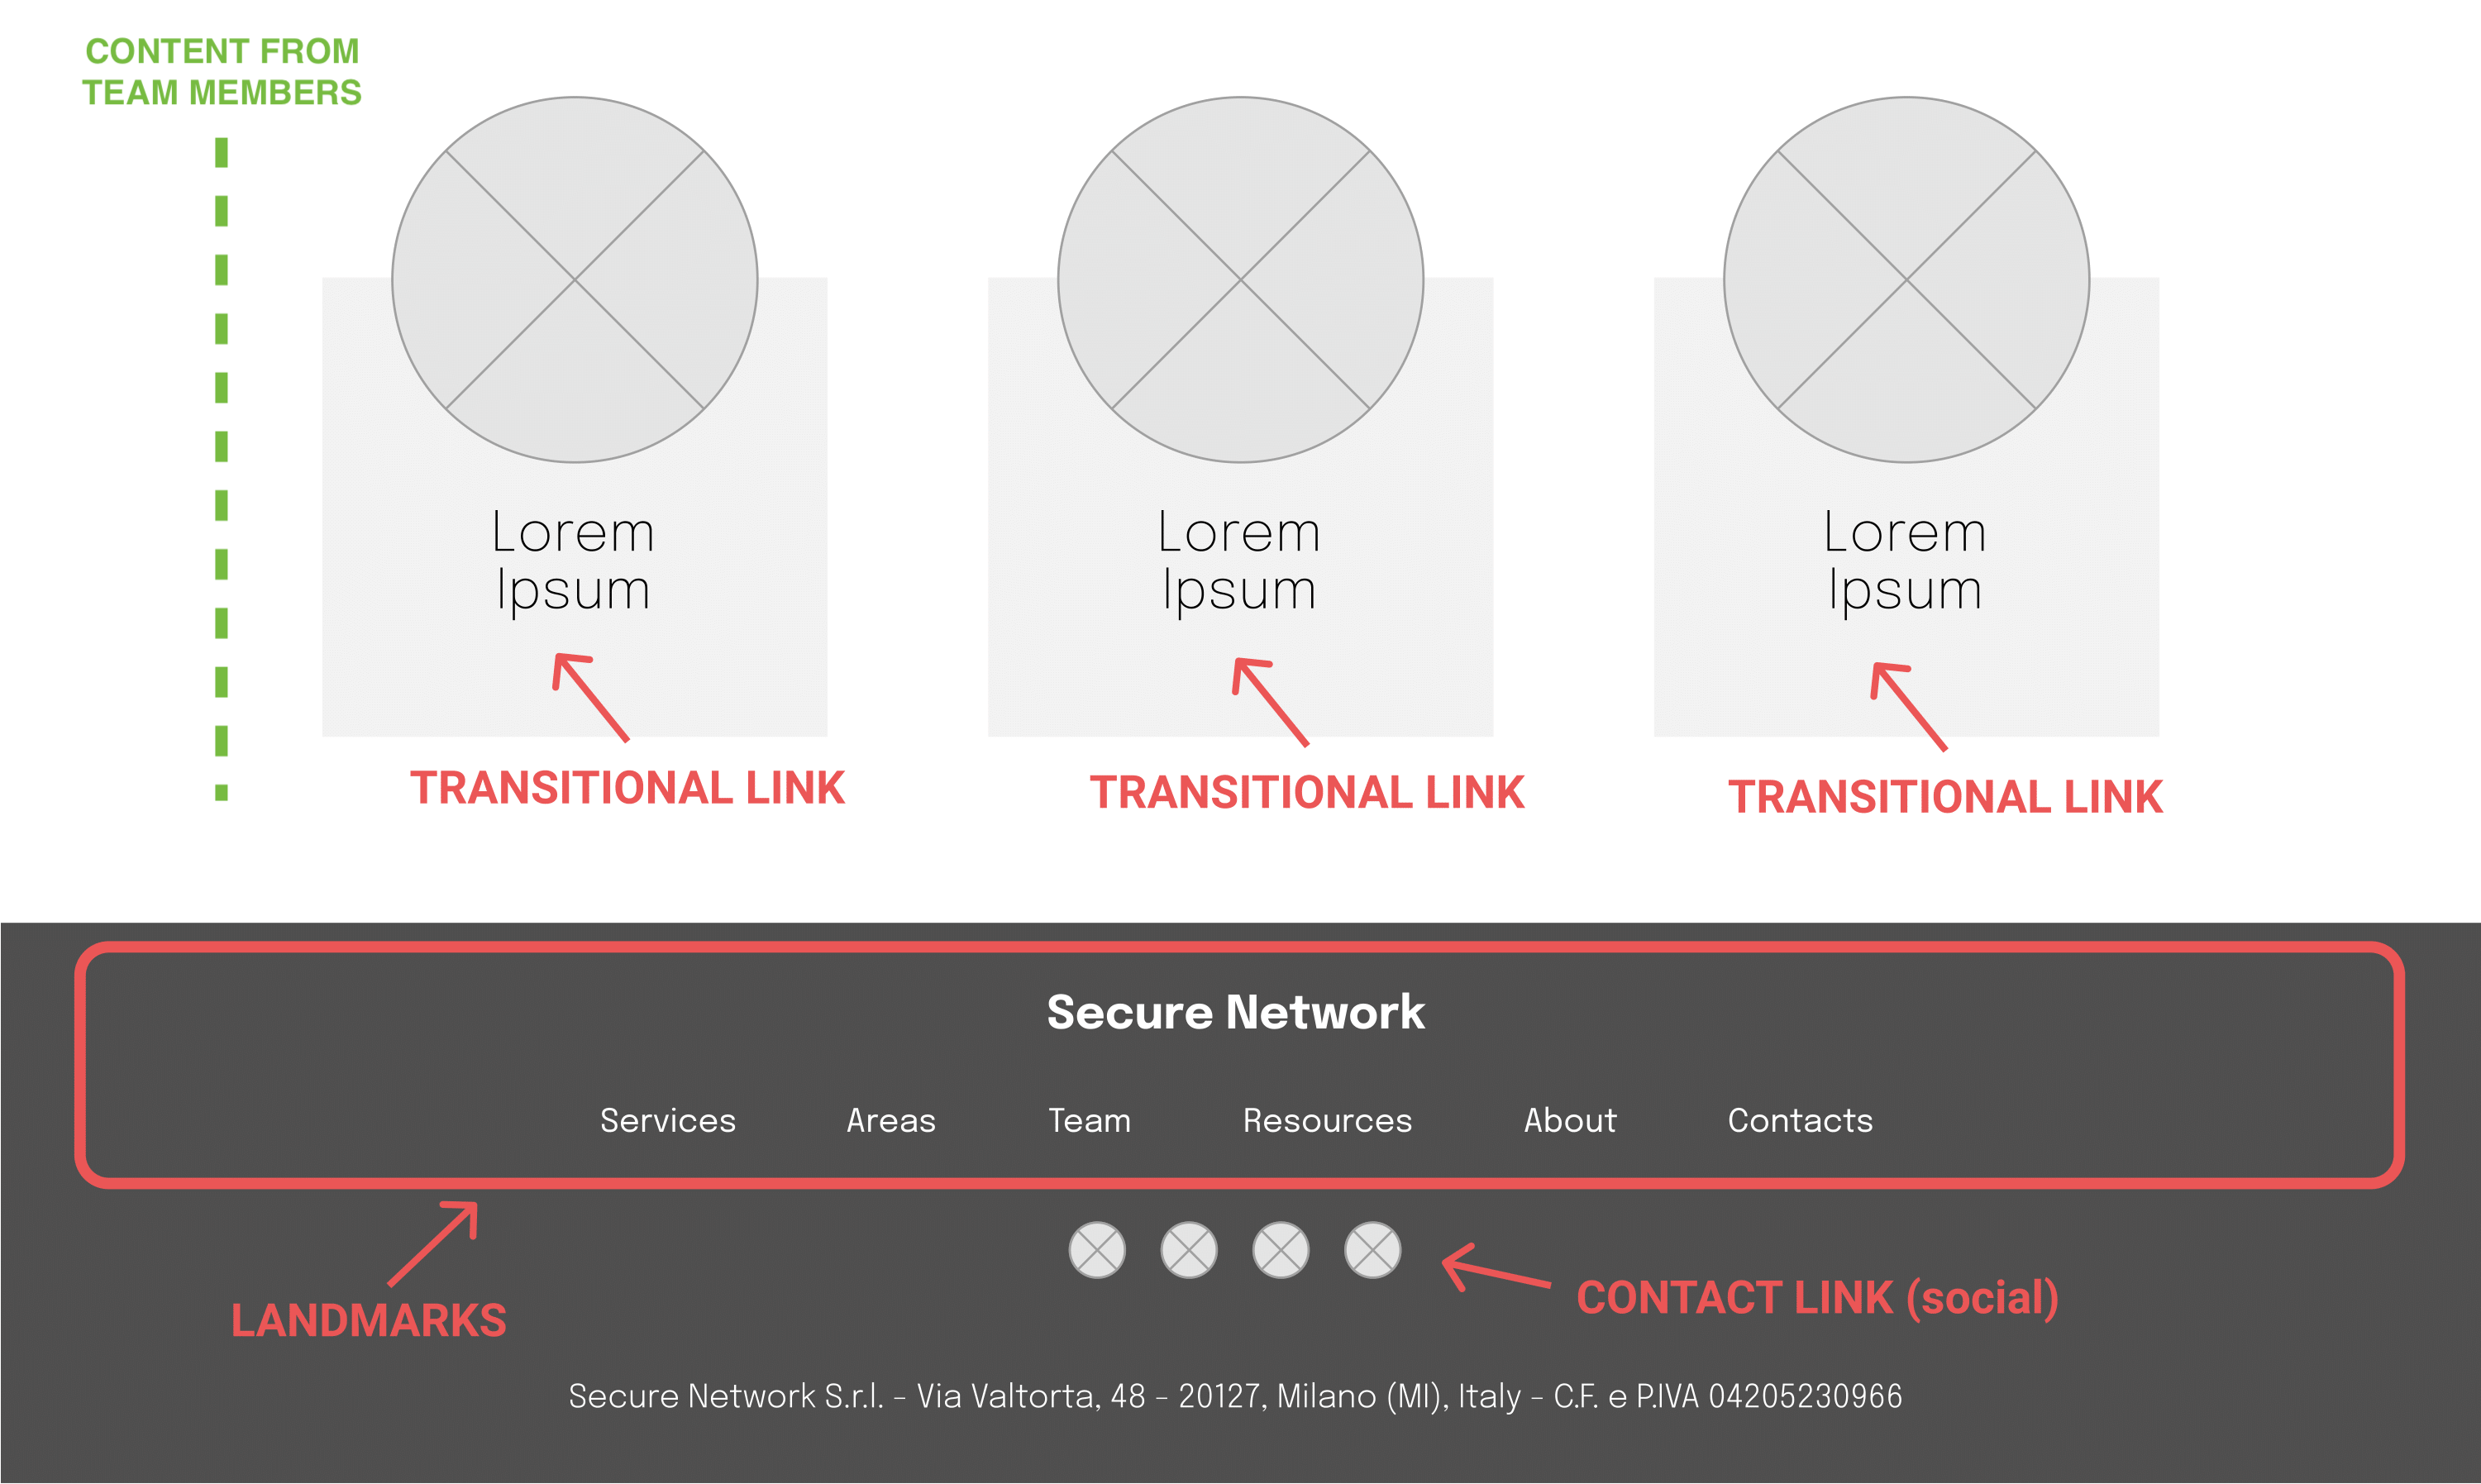 CONTENT FROM
TEAM MEMBERS
Lorem
Ipsum
Lorem
Ipsum
Lorem
Ipsum
TRANSITIONAL LINK
TRANSITIONAL LINK
TRANSITIONAL LINK
Secure Network
Services Areas Team Resources About Contacts
LANDMARKS
CONTACT LINK (social)
Secure Network S.r.l. – Via Valtorta, 48 – 20127, Milano (MI), Italy – C.F. e P.IVA 04205230966